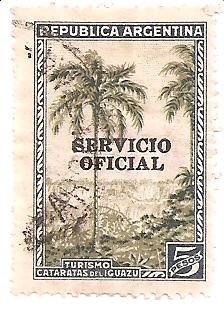 REPUBLICA ARGENTINA
SERVICIO
OFICIAL
TURISMO
CATARATAS DEL IGUAZU
5
PESOS